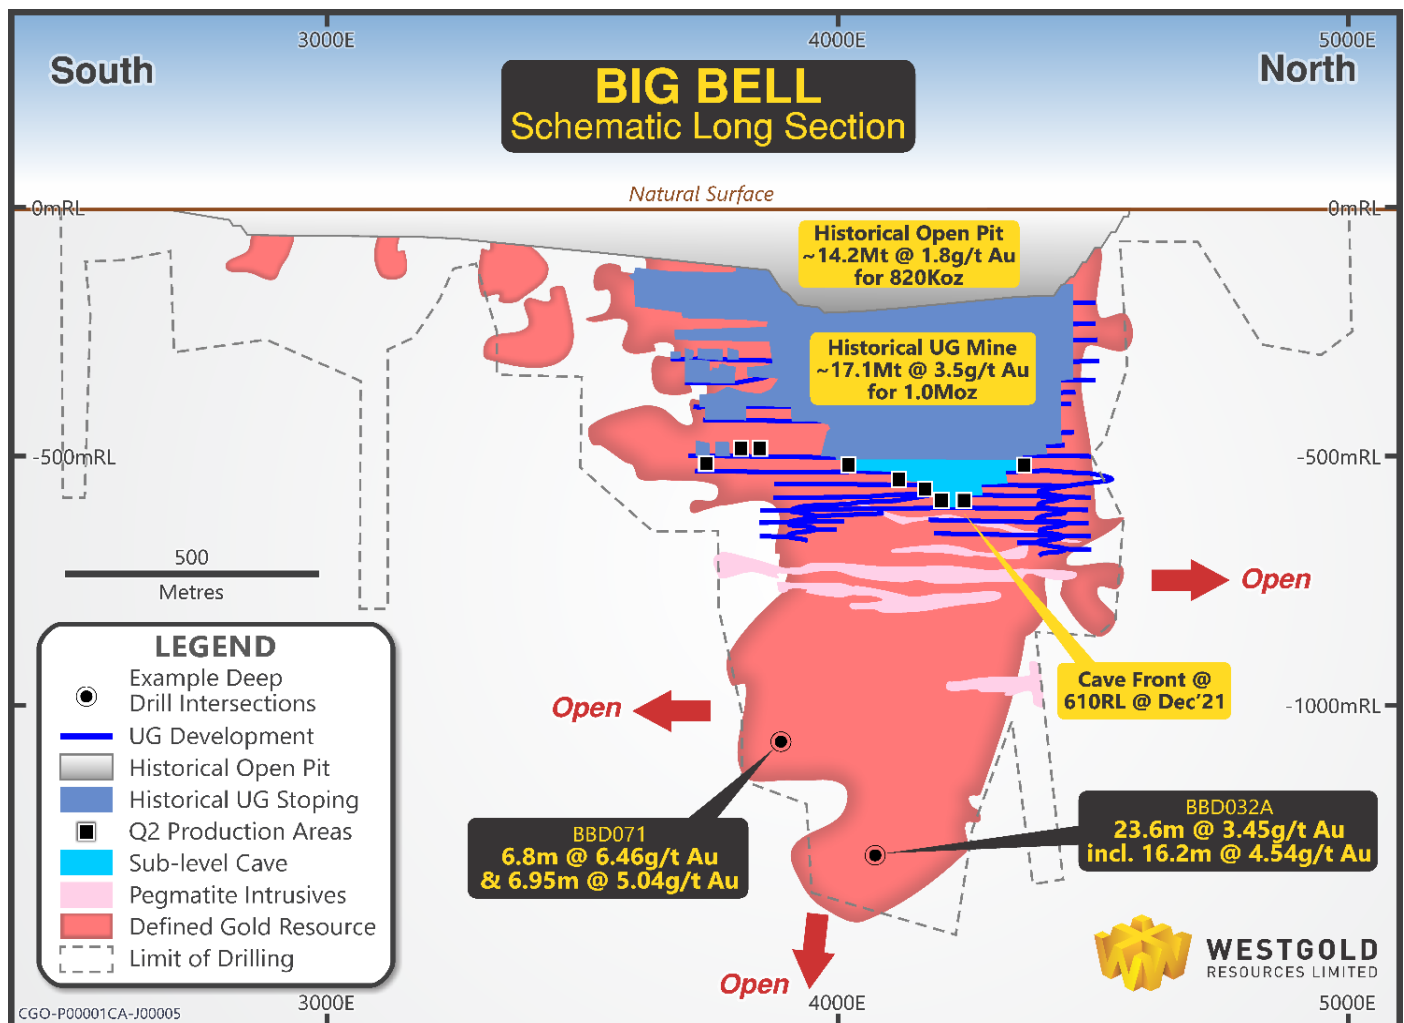 3000E
4000E
5000E
South
North
BIG BELL
Schematic Long Section
Natural Surface
0mRL
0mRL
Historical Open Pit
~14.2Mt @ 1.8g/t Au
for 820Koz
Historical UG Mine
~17.1Mt @ 3.5g/t Au
for 1.0Moz
-500mRL
-500mRL
500
Metres
Open
Cave Front @
610RL @ Dec'21
Open
-1000mRL
LEGEND
Example Deep
Drill Intersections
UG Development
Historical Open Pit
Historical UG Stoping
Q2 Production Areas
Sub-level Cave
Pegmatite Intrusives
Defined Gold Resource
Limit of Drilling
BBD071
6.8m @ 6.46g/t Au
& 6.95m @ 5.04g/t Au
BBD032A
23.6m @ 3.45g/t Au
incl. 16.2m @ 4.54g/t Au
Open
WESTGOLD
RESOURCES LIMITED
3000E
4000E
5000E
CGO-P00001CA-J00005